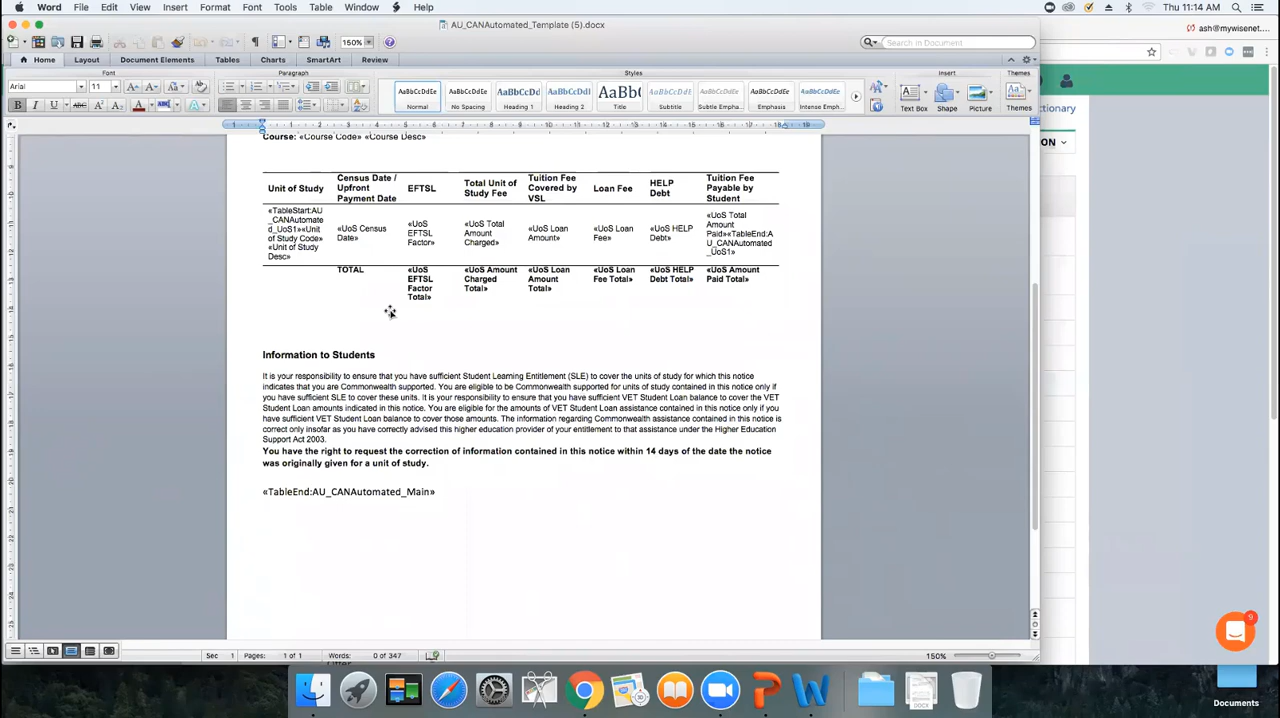 Word File Edit View Insert Format Font Tools Table Window Help
Thu 11:14 AM
AU_CANAutomated_Template (5).docx
ash@mywisenet....
150%
Search in Document
Home Layout Document Elements Tables Charts SmartArt Review
Font Paragraph Styles Insert Themes
Arial 11
AaBbCcDdEe AaBbCcDdEe AaBbCcDd AaBbCcDdEe AaBb( AaBbCcDdEe AaBbCcDdEe AaBbCcDdEe
Normal No Spacing Heading 1 Heading 2 Title Subtitle Subtle Empha... Emphasis Intense Emph...
Text Box Shape Picture Themes
ctionary
ON
Course: «Course Code» «Course Desc»
Unit of Study
Census Date /
Upfront
Payment Date
EFTSL
Total Unit of
Study Fee
Tuition Fee
Covered by
VSL
Loan Fee
HELP
Debt
Tuition Fee
Payable by
Student
«TableStart:AU
_CANAutomate
d_UoS1»«Unit
of Study Code»
«Unit of Study
Desc»
«UoS Census
Date»
«UoS
EFTSL
Factor»
«UoS Total
Amount
Charged»
«UoS Loan
Amount»
«UoS Loan
Fee»
«UoS HELP
Debt»
«UoS Total
Amount
Paid»«TableEnd:A
U_CANAutomated
_UoS1»
TOTAL
«UoS
EFTSL
Factor
Total»
«UoS Amount
Charged
Total»
«UoS Loan
Amount
Total»
«UoS Loan
Fee Total»
«UoS HELP
Debt Total»
«UoS Amount
Paid Total»
Information to Students
It is your responsibility to ensure that you have sufficient Student Learning Entitlement (SLE) to cover the units of study for which this notice
indicates that you are Commonwealth supported. You are eligible to be Commonwealth supported for units of study contained in this notice only if
you have sufficient SLE to cover these units. It is your responsibility to ensure that you have sufficient VET Student Loan balance to cover the VET
Student Loan amounts indicated in this notice. You are eligible for the amounts of VET Student Loan assistance contained in this notice only if you
have sufficient VET Student Loan balance to cover those amounts. The information regarding Commonwealth assistance contained in this notice is
correct only insofar as you have correctly advised this higher education provider of your entitlement to that assistance under the Higher Education
Support Act 2003.
You have the right to request the correction of information contained in this notice within 14 days of the date the notice
was originally given for a unit of study.
«TableEnd:AU_CANAutomated_Main»
9
Sec 1 Pages: 1 of 1 Words: 0 of 347 150%
Documents